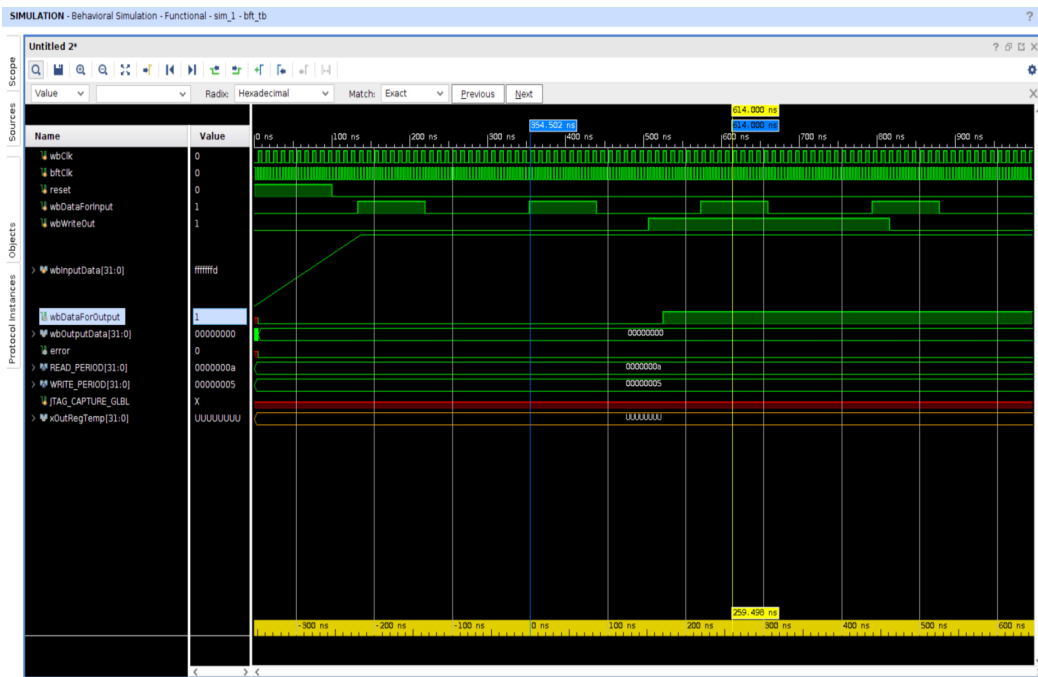 SIMULATION - Behavioral Simulation - Functional - sim_1 - bft_tb ?
Untitled 2* ?
Scope
Sources
Objects
Protocol Instances
Value Radix: Hexadecimal Match: Exact Previous Next
614.000 ns
354.502 ns 614.000 ns
Name Value 0 ns 100 ns 200 ns 300 ns 400 ns 500 ns 600 ns 700 ns 800 ns 900 ns
wbClk 0
bftClk 0
reset 0
wbDataForInput 1
wbWriteOut 1
wbInputData[31:0] fffffffd
wbDataForOutput 1
wbOutputData[31:0] 00000000 00000000
error 0
READ_PERIOD[31:0] 0000000a 0000000a
WRITE_PERIOD[31:0] 00000005 00000005
JTAG_CAPTURE_GLBL X
xOutRegTemp[31:0] UUUUUUUU UUUUUUUU
259.498 ns
-300 ns -200 ns -100 ns 0 ns 100 ns 200 ns 300 ns 400 ns 500 ns 600 ns